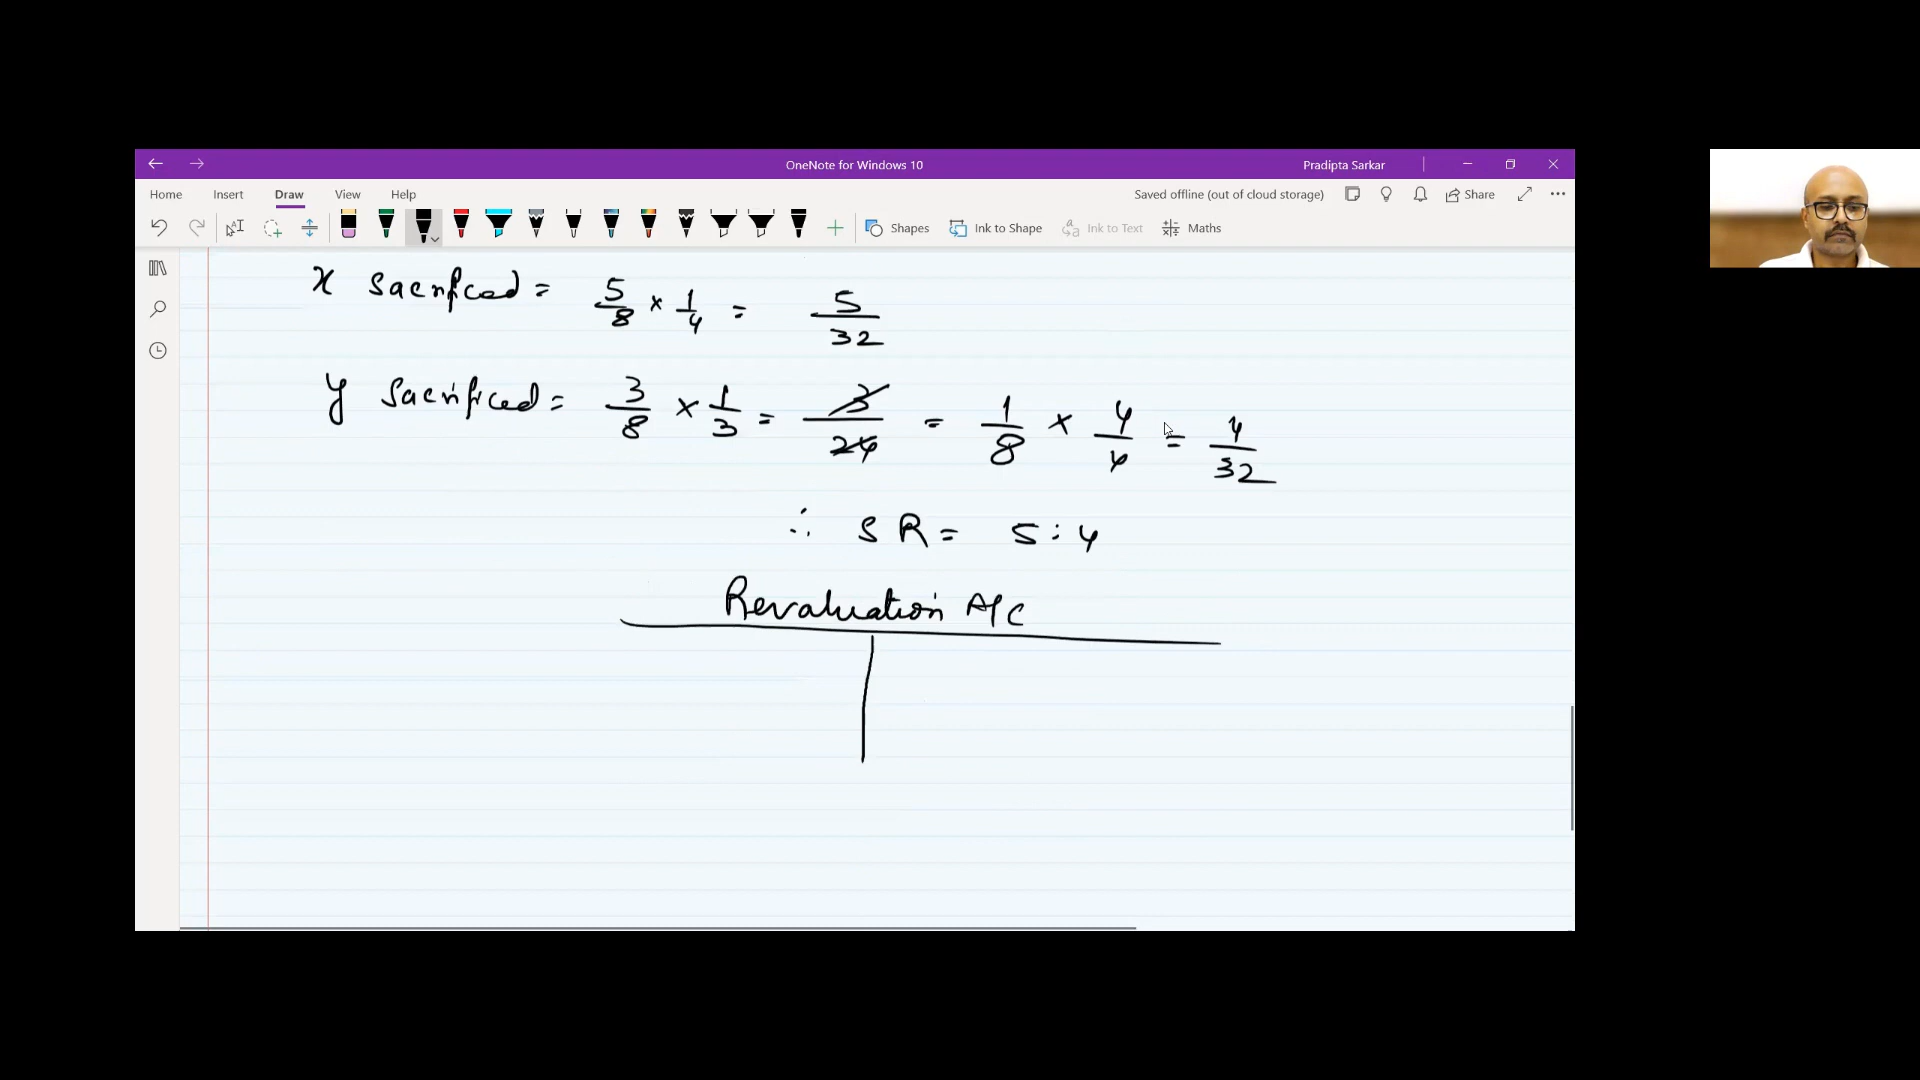 OneNote for Windows 10
Pradipta Sarkar
Home Insert Draw View Help
Saved offline (out of cloud storage)
Share
Shapes
Ink to Shape
Ink to Text
Maths
X Sacrificed = 5/8 × 1/4 = 5/32
Y Sacrificed = 3/8 × 1/3 = 3/24 = 1/8 × 4/4 = 4/32
∴ SR = 5:4
Revaluation A/C